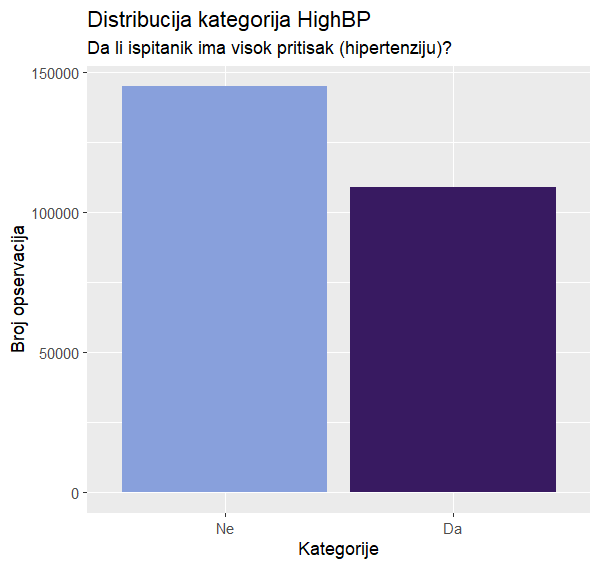 Distribucija kategorija HighBP
Da li ispitanik ima visok pritisak (hipertenziju)?
150000
100000
50000
0
Broj opservacija
Ne
Da
Kategorije